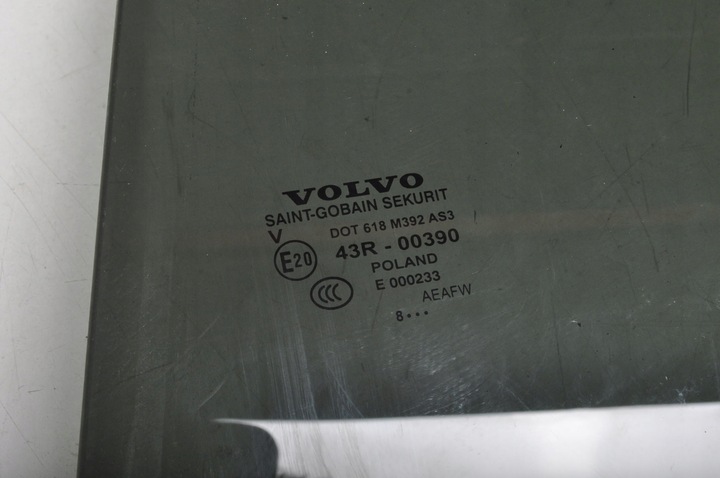 VOLVO
SAINT-GOBAIN SEKURIT
DOT 618 M392 AS3
V
E20
43R - 00390
POLAND
E 000233
CCC
AEAFW
8•••